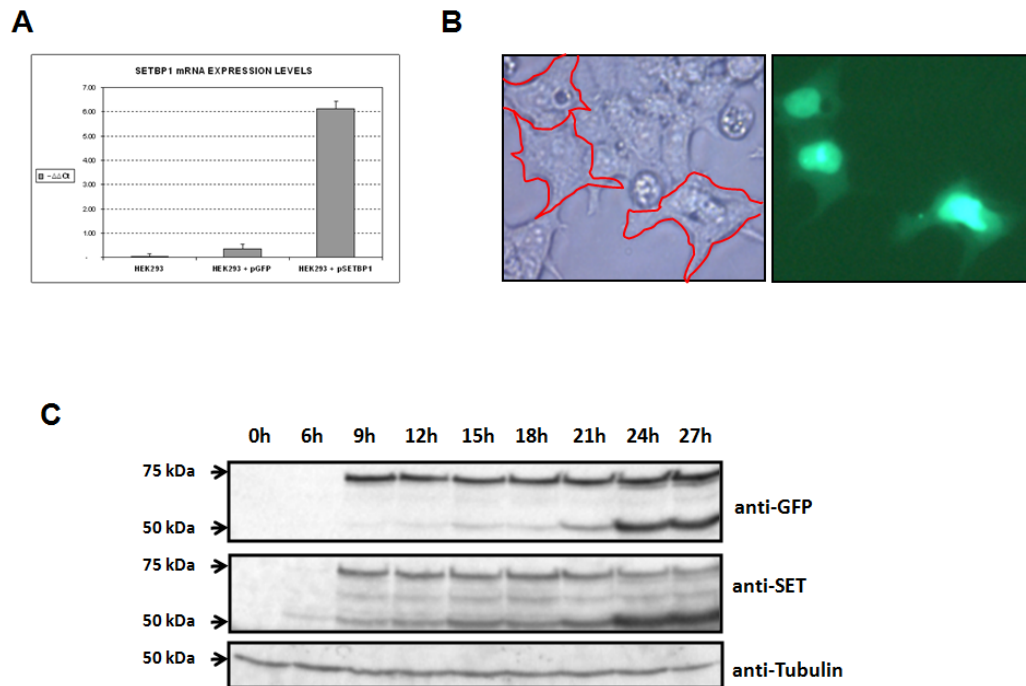 A
B
SETBP1 mRNA EXPRESSION LEVELS
7.00
6.00
5.00
4.00
3.00
2.00
1.00
-
-ΔΔCt
HEK293
HEK293 + pGFP
HEK293 + pSETBP1
C
0h 6h 9h 12h 15h 18h 21h 24h 27h
75 kDa
50 kDa
anti-GFP
75 kDa
50 kDa
anti-SET
50 kDa
anti-Tubulin